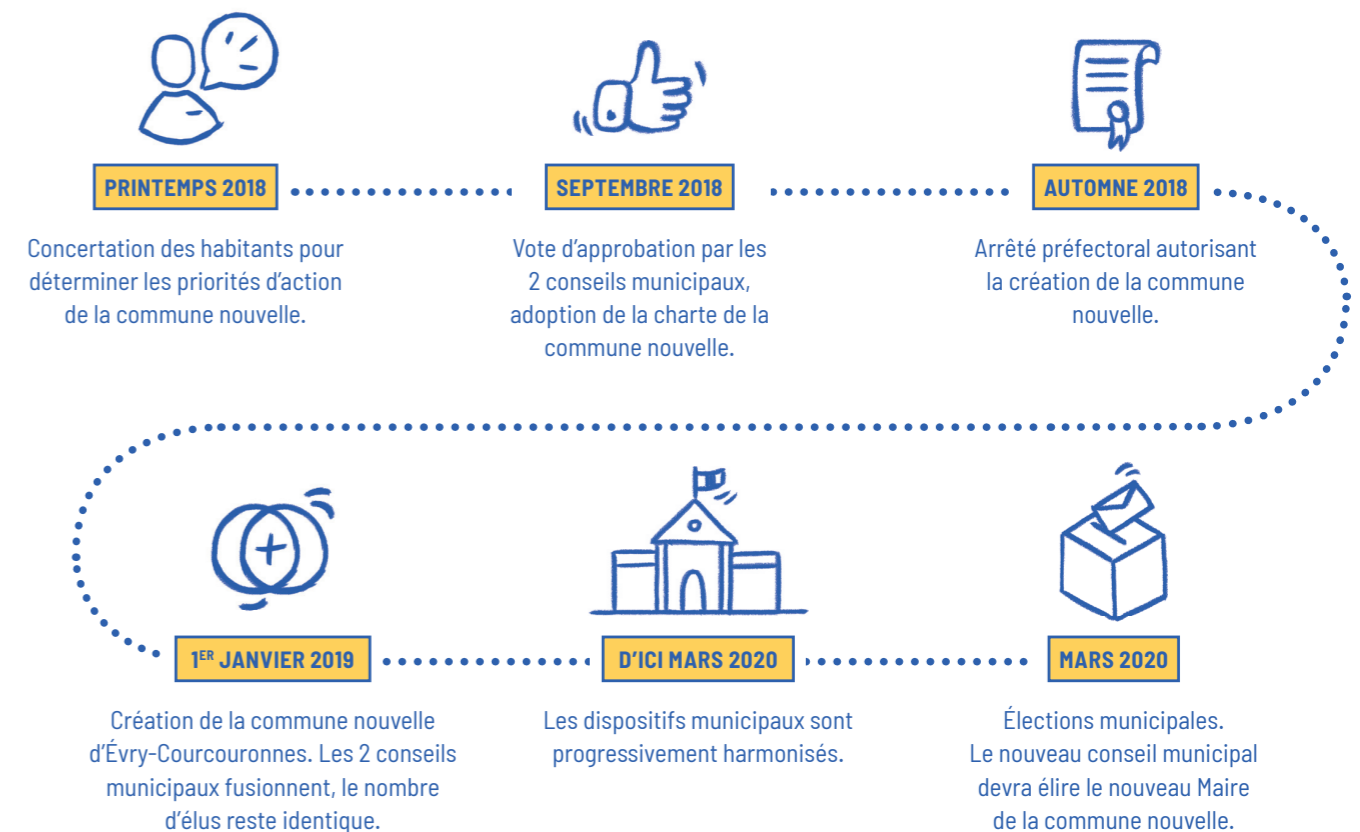 PRINTEMPS 2018
Concertation des habitants pour
déterminer les priorités d'action
de la commune nouvelle.
SEPTEMBRE 2018
Vote d'approbation par les
2 conseils municipaux,
adoption de la charte de la
commune nouvelle.
AUTOMNE 2018
Arrêté préfectoral autorisant
la création de la commune
nouvelle.
1ER JANVIER 2019
Création de la commune nouvelle
d'Évry-Courcouronnes. Les 2 conseils
municipaux fusionnent, le nombre
d'élus reste identique.
D'ICI MARS 2020
Les dispositifs municipaux sont
progressivement harmonisés.
MARS 2020
Élections municipales.
Le nouveau conseil municipal
devra élire le nouveau Maire
de la commune nouvelle.